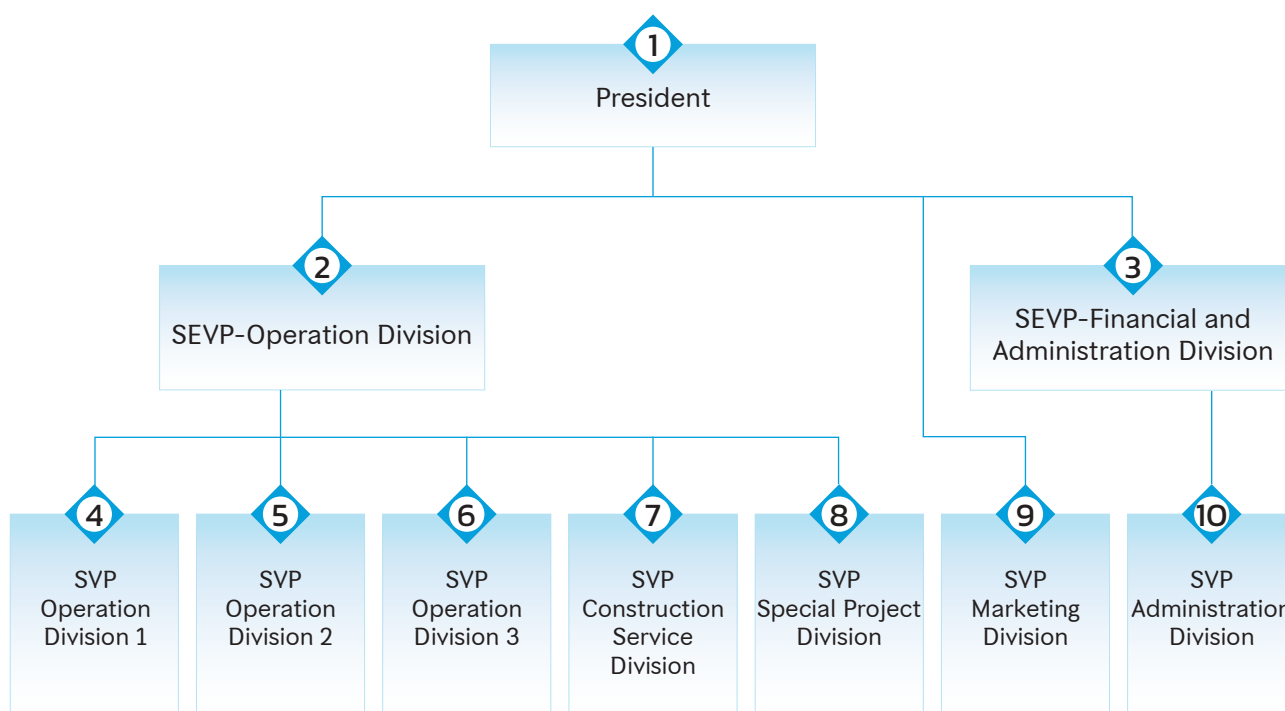 1
President
2
SEVP-Operation Division
3
SEVP-Financial and
Administration Division
4
SVP
Operation
Division 1
5
SVP
Operation
Division 2
6
SVP
Operation
Division 3
7
SVP
Construction
Service
Division
8
SVP
Special Project
Division
9
SVP
Marketing
Division
10
SVP
Administration
Division